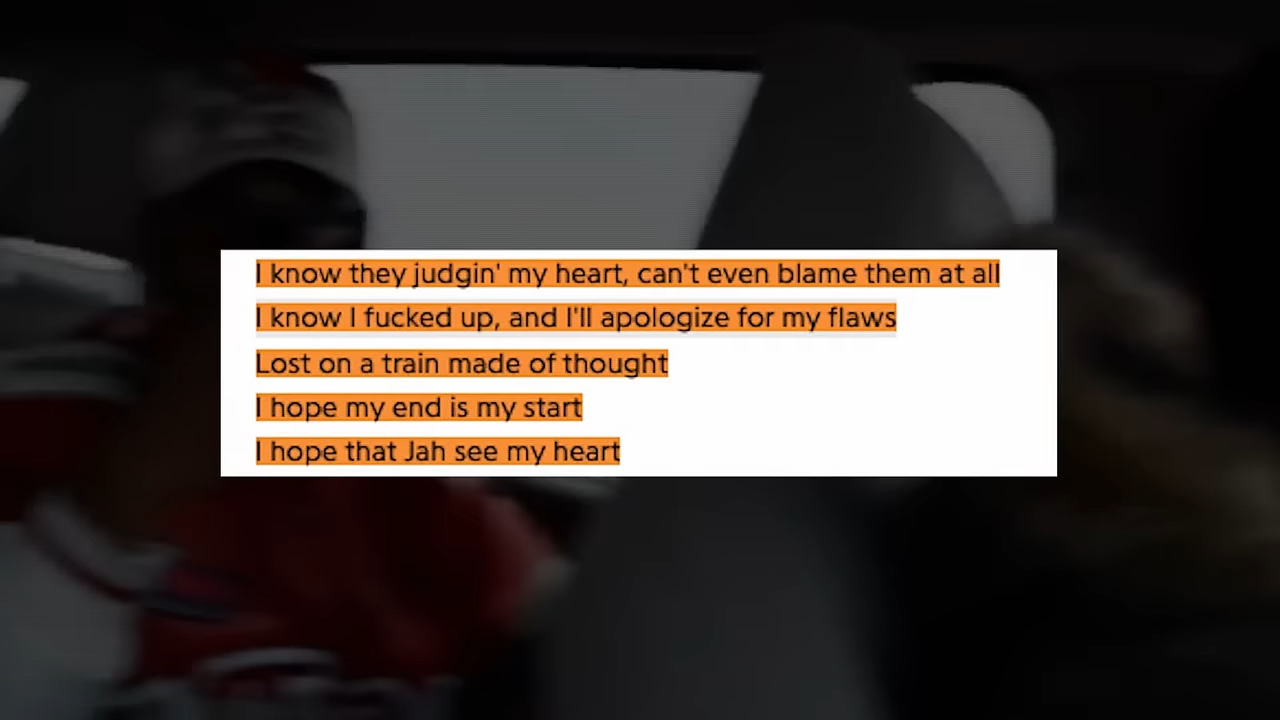 I know they judgin' my heart, can't even blame them at all
I know I fucked up, and I'll apologize for my flaws
Lost on a train made of thought
I hope my end is my start
I hope that Jah see my heart